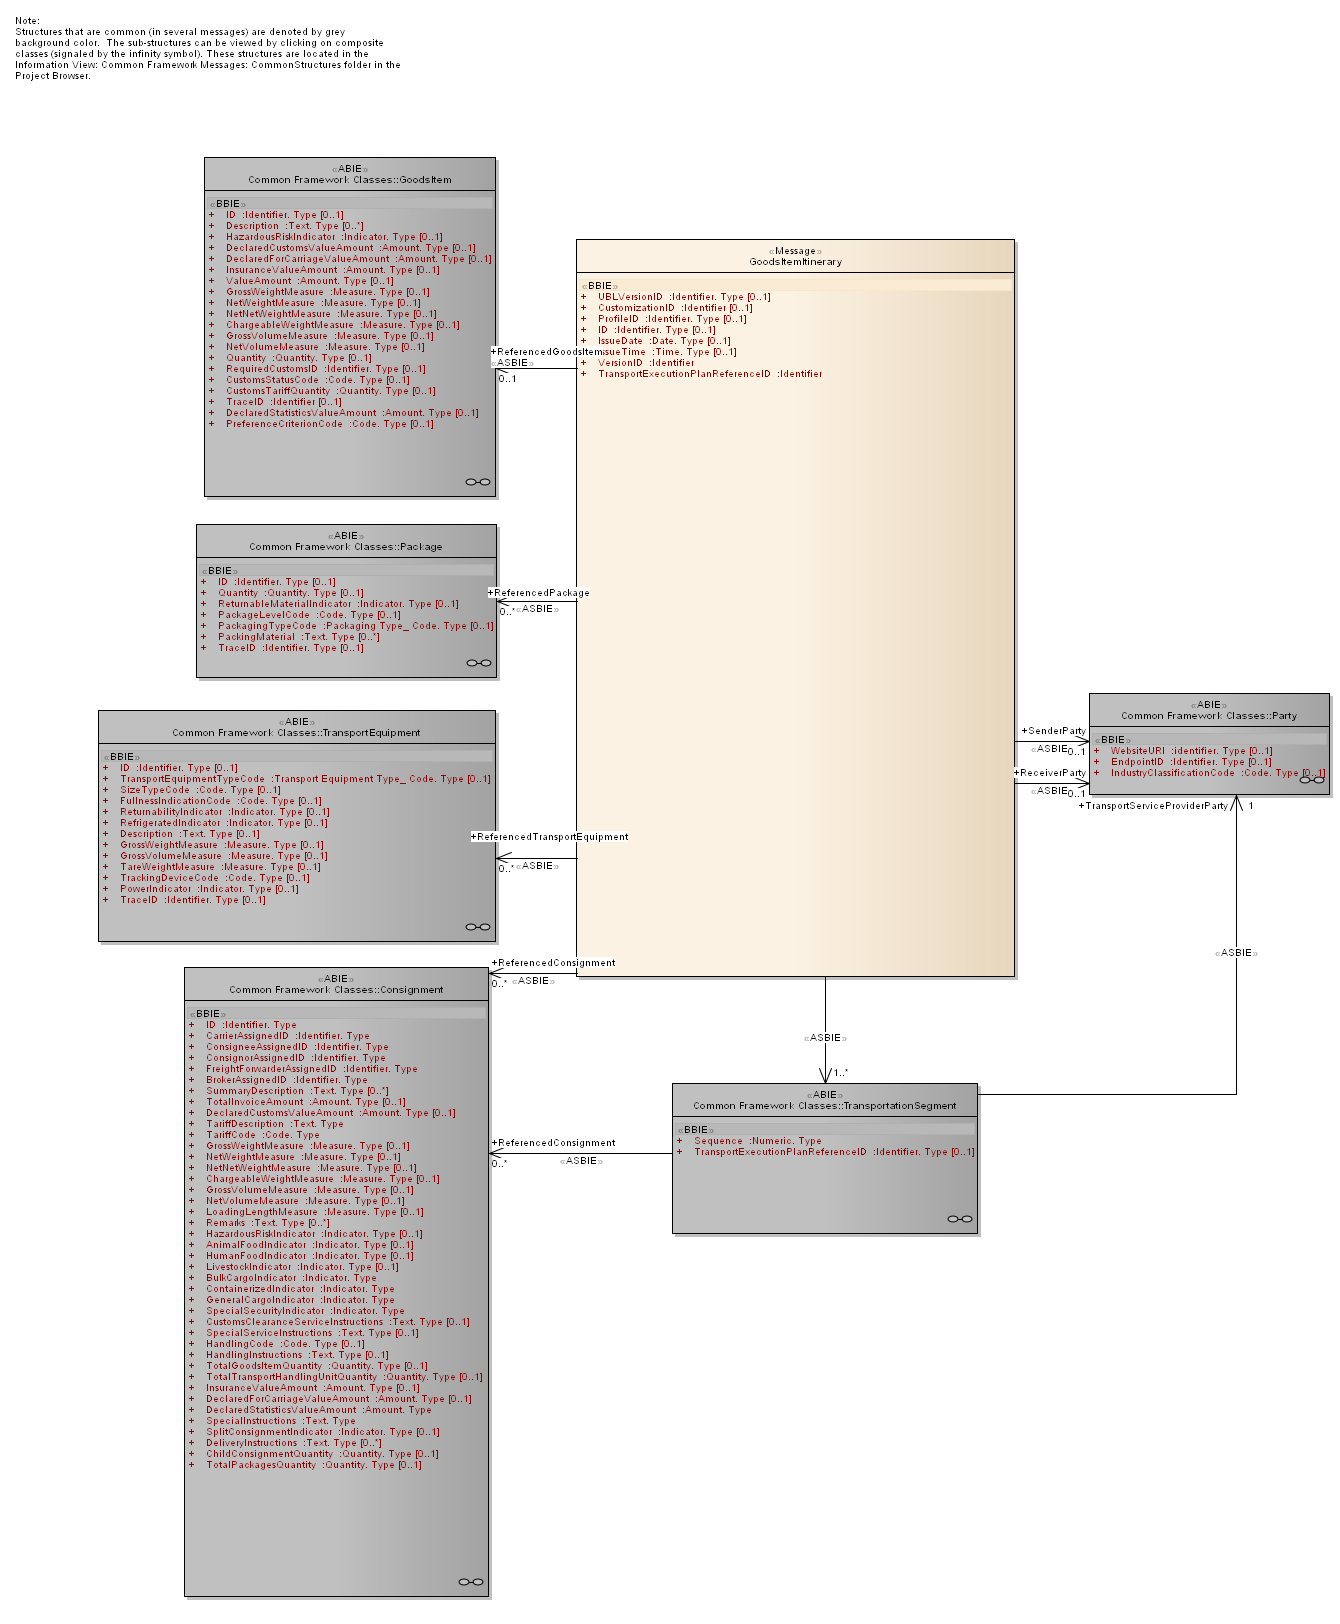 Note:
Structures that are common (in several messages) are denoted by grey
background color.  The sub-structures can be viewed by clicking on composite
classes (signaled by the infinity symbol). These structures are located in the
Information View: Common Framework Messages: CommonStructures folder in the
Project Browser.
«ABIE»
Common Framework Classes::GoodsItem
«BBIE»
+ ID :Identifier. Type [0..1]
+ Description :Text. Type [0..*]
+ HazardousRiskIndicator :Indicator. Type [0..1]
+ DeclaredCustomsValueAmount :Amount. Type [0..1]
+ DeclaredForCarriageValueAmount :Amount. Type [0..1]
+ InsuranceValueAmount :Amount. Type [0..1]
+ ValueAmount :Amount. Type [0..1]
+ GrossWeightMeasure :Measure. Type [0..1]
+ NetWeightMeasure :Measure. Type [0..1]
+ NetNetWeightMeasure :Measure. Type [0..1]
+ ChargeableWeightMeasure :Measure. Type [0..1]
+ GrossVolumeMeasure :Measure. Type [0..1]
+ NetVolumeMeasure :Measure. Type [0..1]
+ Quantity :Quantity. Type [0..1]
+ RequiredCustomsID :Identifier. Type [0..1]
+ CustomsStatusCode :Code. Type [0..1]
+ CustomsTariffQuantity :Quantity. Type [0..1]
+ TraceID :Identifier [0..1]
+ DeclaredStatisticsValueAmount :Amount. Type [0..1]
+ PreferenceCriterionCode :Code. Type [0..1]
«Message»
GoodsItemItinerary
«BBIE»
+ UBLVersionID :Identifier. Type [0..1]
+ CustomizationID :Identifier [0..1]
+ ProfileID :Identifier. Type [0..1]
+ ID :Identifier. Type [0..1]
+ IssueDate :Date. Type [0..1]
ssueTime :Time. Type [0..1]
+ VersionID :Identifier
+ TransportExecutionPlanReferenceID :Identifier
+ReferencedGoodsItem
«ASBIE»
0..1
«ABIE»
Common Framework Classes::Package
«BBIE»
+ ID :Identifier. Type [0..1]
+ Quantity :Quantity. Type [0..1]
+ ReturnableMaterialIndicator :Indicator. Type [0..1]
+ PackageLevelCode :Code. Type [0..1]
+ PackagingTypeCode :Packaging Type_ Code. Type [0..1]
+ PackingMaterial :Text. Type [0..*]
+ TraceID :Identifier. Type [0..1]
+ReferencedPackage
0..* «ASBIE»
«ABIE»
Common Framework Classes::TransportEquipment
«BBIE»
+ ID :Identifier. Type [0..1]
+ TransportEquipmentTypeCode :Transport Equipment Type_ Code. Type [0..1]
+ SizeTypeCode :Code. Type [0..1]
+ FullnessIndicationCode :Code. Type [0..1]
+ ReturnabilityIndicator :Indicator. Type [0..1]
+ RefrigeratedIndicator :Indicator. Type [0..1]
+ Description :Text. Type [0..1]
+ GrossWeightMeasure :Measure. Type [0..1]
+ GrossVolumeMeasure :Measure. Type [0..1]
+ TareWeightMeasure :Measure. Type [0..1]
+ TrackingDeviceCode :Code. Type [0..1]
+ PowerIndicator :Indicator. Type [0..1]
+ TraceID :Identifier. Type [0..1]
+ReferencedTransportEquipment
0..* «ASBIE»
+SenderParty
«ASBIE»
0..1
+ReceiverParty
«ASBIE»
0..1
«ABIE»
Common Framework Classes::Party
«BBIE»
+ WebsiteURI :identifier. Type [0..1]
+ EndpointID :Identifier. Type [0..1]
+ IndustryClassificationCode :Code. Type [0..1]
+TransportServiceProviderParty
1
«ASBIE»
+ReferencedConsignment
0..* «ASBIE»
«ASBIE»
1..*
«ABIE»
Common Framework Classes::Consignment
«BBIE»
+ ID :Identifier. Type
+ CarrierAssignedID :Identifier. Type
+ ConsigneeAssignedID :Identifier. Type
+ ConsignorAssignedID :Identifier. Type
+ FreightForwarderAssignedID :Identifier. Type
+ BrokerAssignedID :Identifier. Type
+ SummaryDescription :Text. Type [0..*]
+ TotalInvoiceAmount :Amount. Type [0..1]
+ DeclaredCustomsValueAmount :Amount. Type [0..1]
+ TariffDescription :Text. Type
+ TariffCode :Code. Type
+ GrossWeightMeasure :Measure. Type [0..1]
+ NetWeightMeasure :Measure. Type [0..1]
+ NetNetWeightMeasure :Measure. Type [0..1]
+ ChargeableWeightMeasure :Measure. Type [0..1]
+ GrossVolumeMeasure :Measure. Type [0..1]
+ NetVolumeMeasure :Measure. Type [0..1]
+ LoadingLengthMeasure :Measure. Type [0..1]
+ Remarks :Text. Type [0..*]
+ HazardousRiskIndicator :Indicator. Type [0..1]
+ AnimalFoodIndicator :Indicator. Type [0..1]
+ HumanFoodIndicator :Indicator. Type [0..1]
+ LivestockIndicator :Indicator. Type [0..1]
+ BulkCargoIndicator :Indicator. Type
+ ContainerizedIndicator :Indicator. Type
+ GeneralCargoIndicator :Indicator. Type
+ SpecialSecurityIndicator :Indicator. Type
+ CustomsClearanceServiceInstructions :Text. Type [0..1]
+ SpecialServiceInstructions :Text. Type [0..1]
+ HandlingCode :Code. Type [0..1]
+ HandlingInstructions :Text. Type [0..1]
+ TotalGoodsItemQuantity :Quantity. Type [0..1]
+ TotalTransportHandlingUnitQuantity :Quantity. Type [0..1]
+ InsuranceValueAmount :Amount. Type [0..1]
+ DeclaredForCarriageValueAmount :Amount. Type [0..1]
+ DeclaredStatisticsValueAmount :Amount. Type
+ SpecialInstructions :Text. Type
+ SplitConsignmentIndicator :Indicator. Type [0..1]
+ DeliveryInstructions :Text. Type [0..*]
+ ChildConsignmentQuantity :Quantity. Type [0..1]
+ TotalPackagesQuantity :Quantity. Type [0..1]
+ReferencedConsignment
0..* «ASBIE»
«ABIE»
Common Framework Classes::TransportationSegment
«BBIE»
+ Sequence :Numeric. Type
+ TransportExecutionPlanReferenceID :Identifier. Type [0..1]